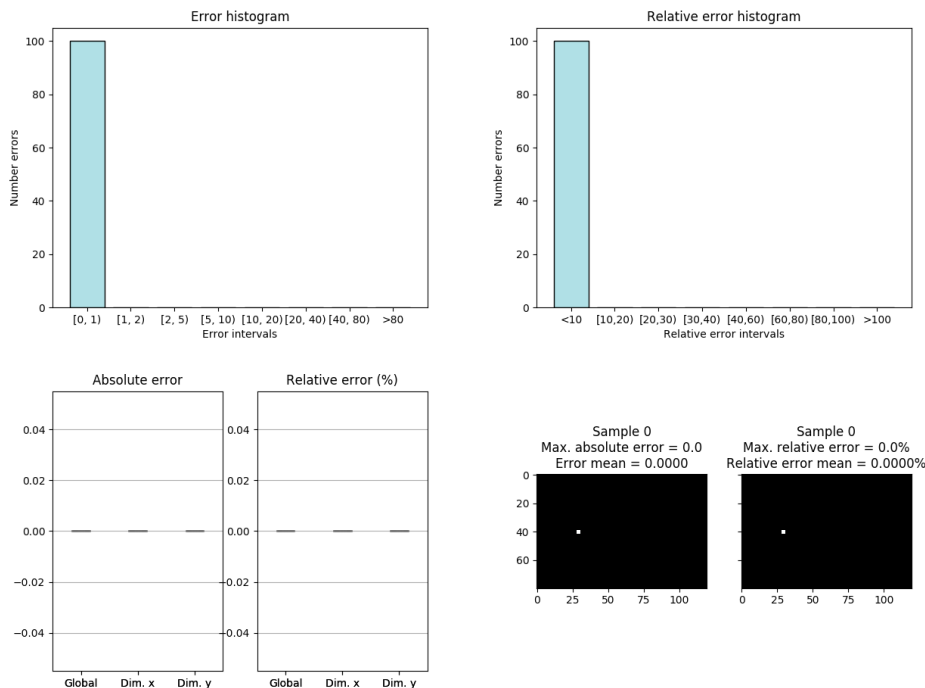 Error histogram
Number errors
100
80
60
40
20
0
[0, 1) [1, 2) [2, 5) [5, 10) [10, 20) [20, 40) [40, 80) >80
Error intervals
Relative error histogram
Number errors
100
80
60
40
20
0
<10 [10,20) [20,30) [30,40) [40,60) [60,80) [80,100) >100
Relative error intervals
Absolute error
0.04
0.02
0.00
−0.02
−0.04
Global Dim. x Dim. y
Relative error (%)
0.04
0.02
0.00
−0.02
−0.04
Global Dim. x Dim. y
Sample 0
Max. absolute error = 0.0
Error mean = 0.0000
0
20
40
60
0 25 50 75 100
Sample 0
Max. relative error = 0.0%
Relative error mean = 0.0000%
0 25 50 75 100